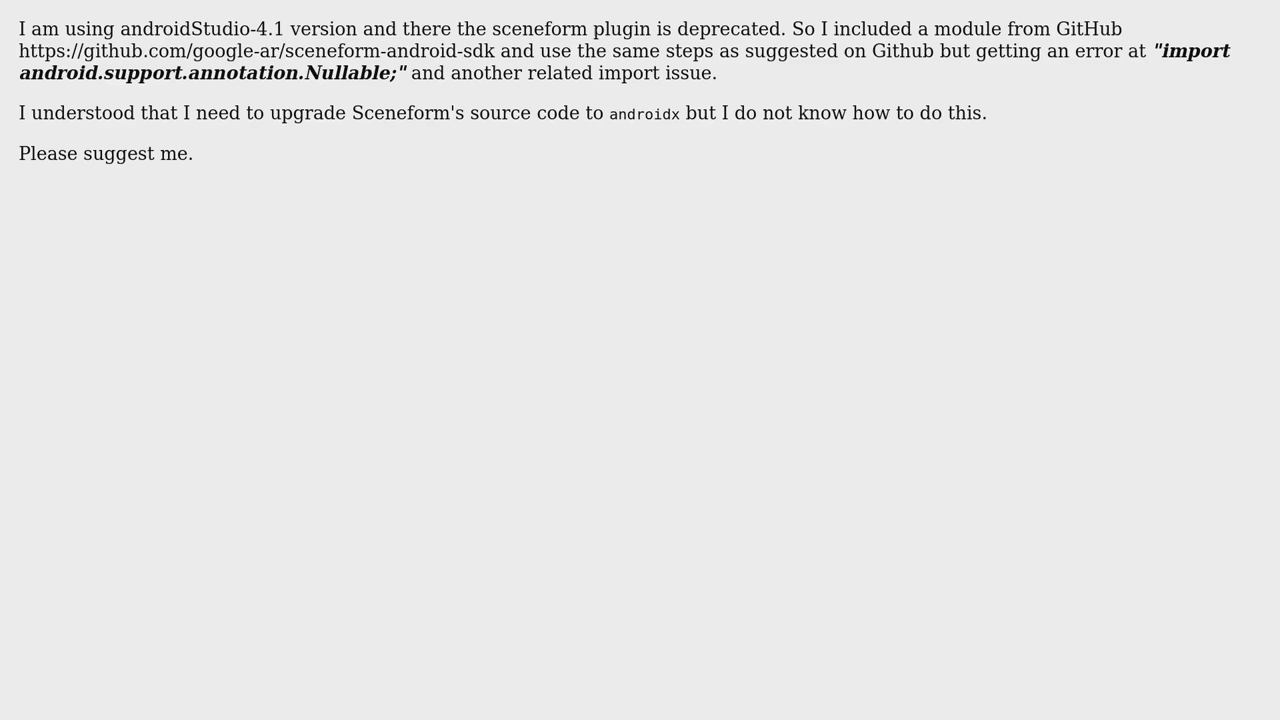 I am using androidStudio-4.1 version and there the sceneform plugin is deprecated. So I included a module from GitHub
https://github.com/google-ar/sceneform-android-sdk and use the same steps as suggested on Github but getting an error at "import
android.support.annotation.Nullable;" and another related import issue.
I understood that I need to upgrade Sceneform's source code to androidx but I do not know how to do this.
Please suggest me.